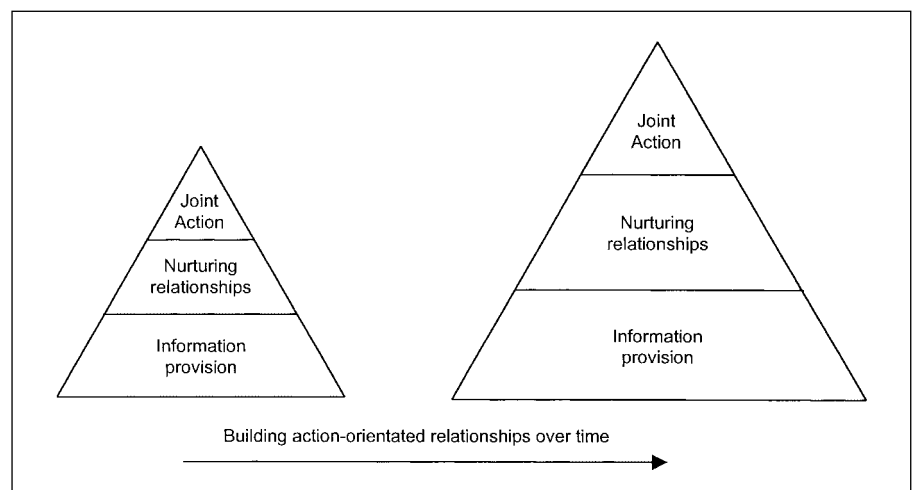 Joint
Action
Nurturing
relationships
Information
provision
Joint
Action
Nurturing
relationships
Information
provision
Building action-orientated relationships over time